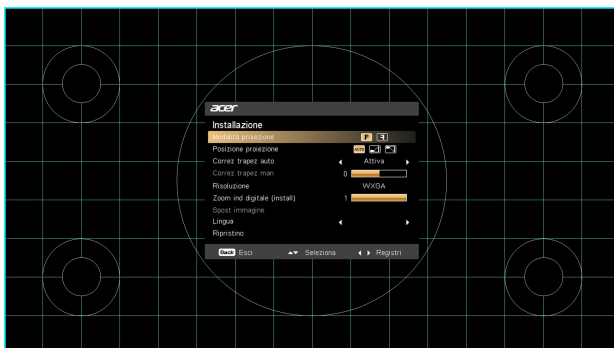 acer
Installazione
Modalità proiezione F F
Posizione proiezione AUTO
Correz trapez auto Attiva
Correz trapez man 0
Risoluzione WXGA
Zoom ind digitale (install) 1
Spost immagine
Lingua
Ripristino
Back Esci Seleziona Registri